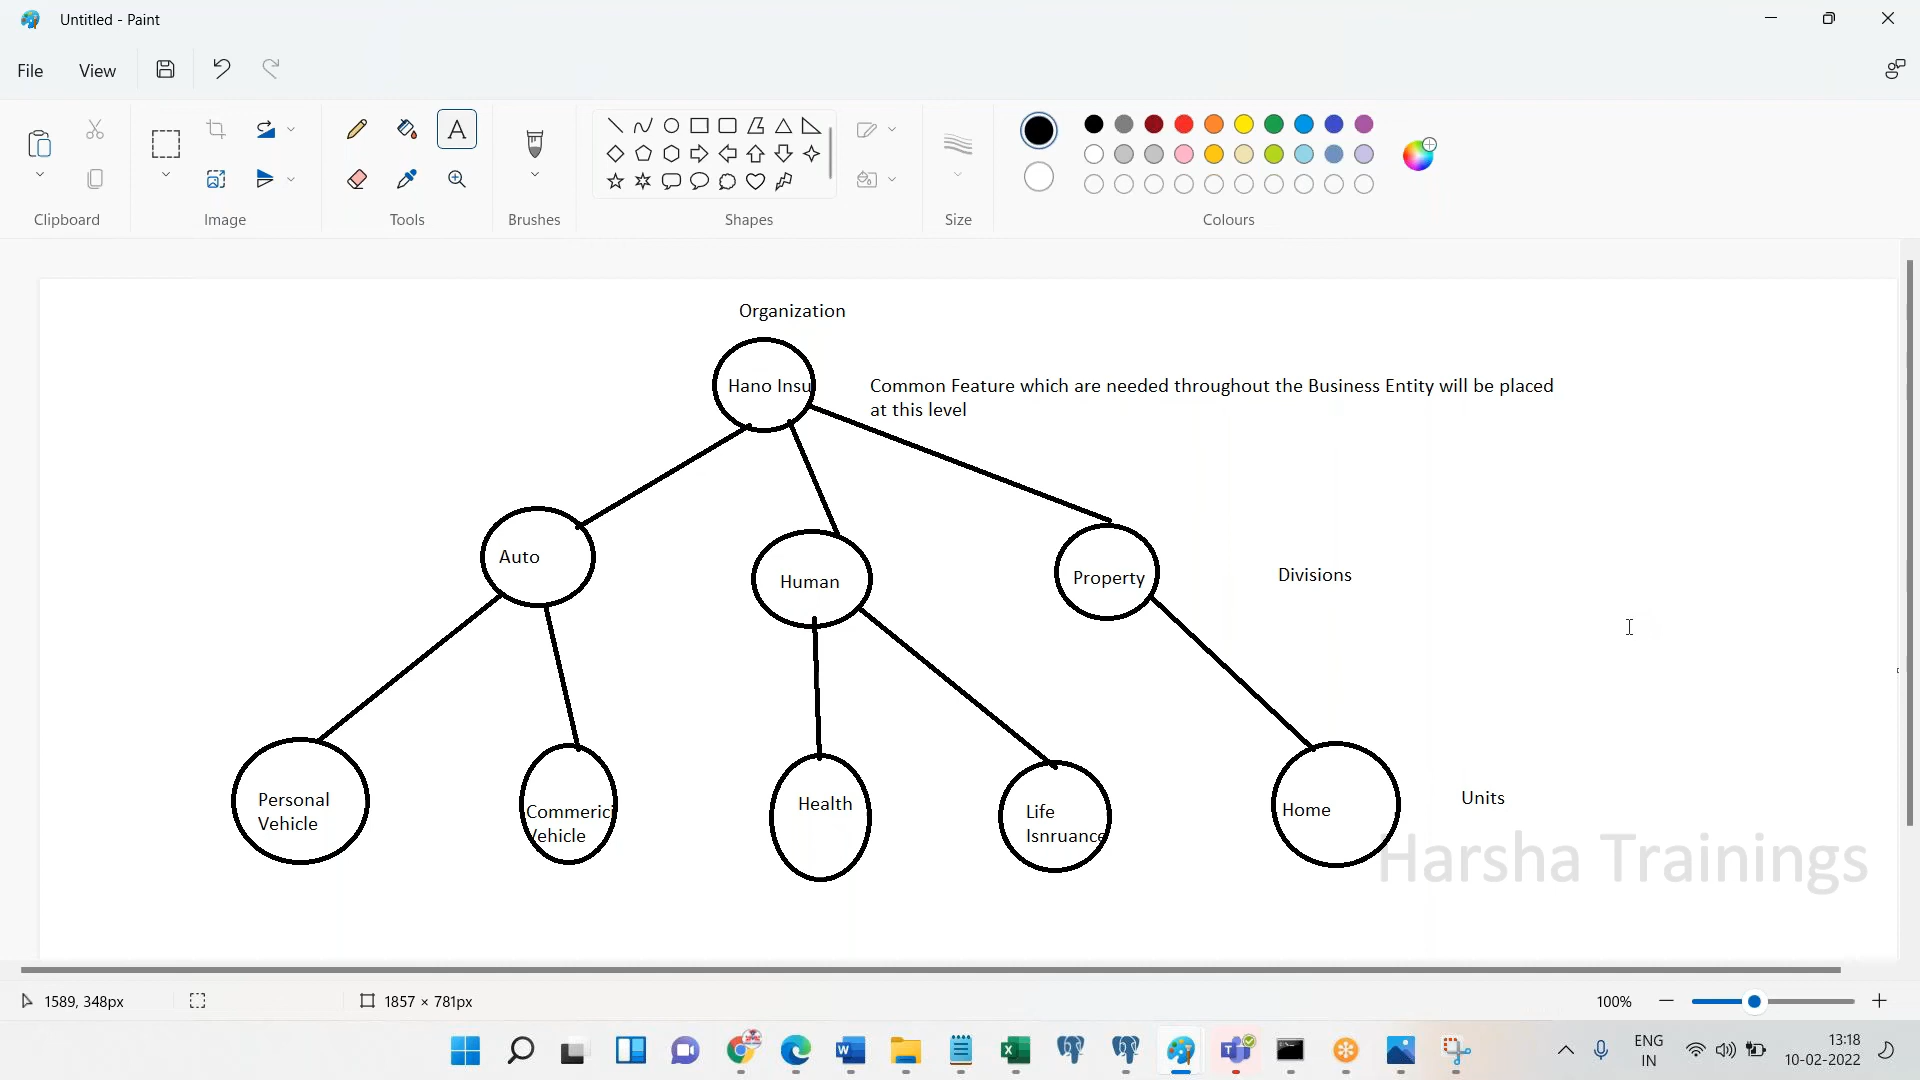 Untitled - Paint
File
View
Clipboard
Image
Tools
Brushes
Shapes
Size
Colours
Organization
Hano Insu
Common Feature which are needed throughout the Business Entity will be placed
at this level
Auto
Human
Property
Divisions
Personal
Vehicle
Commerici
Vehicle
Health
Life
Isnruance
Home
Units
Harsha Trainings
1589, 348px
1857 × 781px
100%
ENG
IN
13:18
10-02-2022